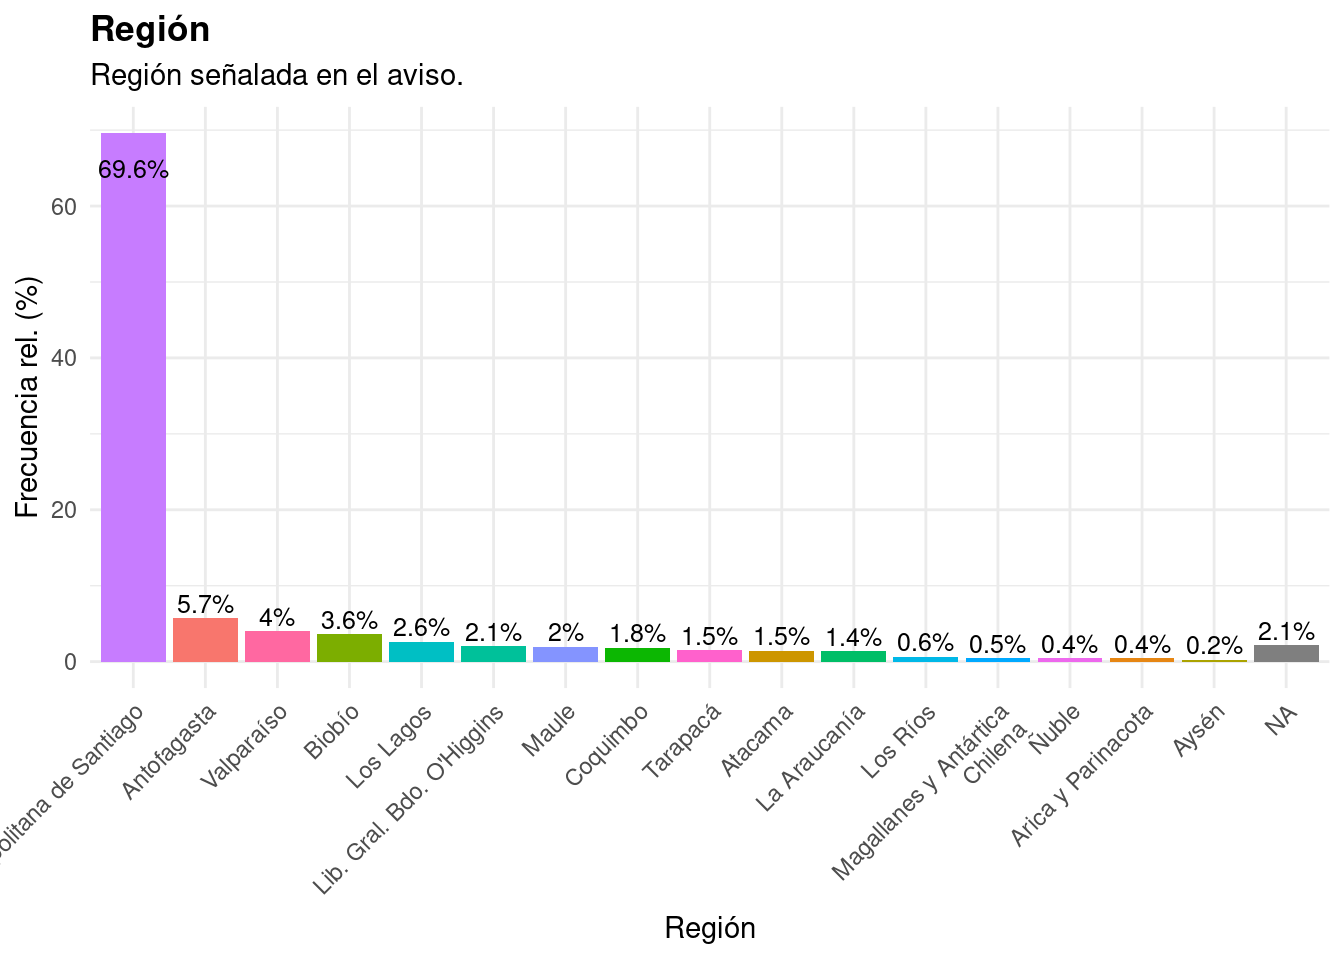 Región
Región señalada en el aviso.
Frecuencia rel. (%)
60
40
20
0
69.6%
5.7%
4%
3.6%
2.6%
2.1%
2%
1.8%
1.5%
1.5%
1.4%
0.6%
0.5%
0.4%
0.4%
0.2%
2.1%
olitana de Santiago
Antofagasta
Valparaíso
Biobío
Los Lagos
Lib. Gral. Bdo. O'Higgins
Maule
Coquimbo
Tarapacá
Atacama
La Araucanía
Los Ríos
Magallanes y Antártica
Chilena
Ñuble
Arica y Parinacota
Aysén
NA
Región